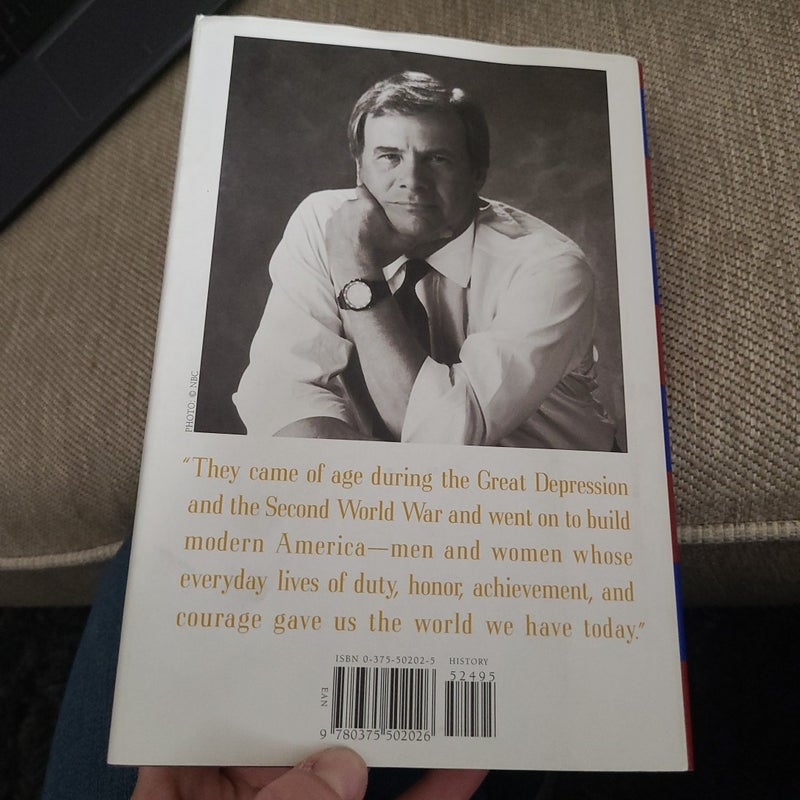 PHOTO: © NBC
“They came of age during the Great Depression
and the Second World War and went on to build
modern America—men and women whose
everyday lives of duty, honor, achievement, and
courage gave us the world we have today.”
ISBN 0-375-50202-5 HISTORY
52495
EAN
9 780375 502026